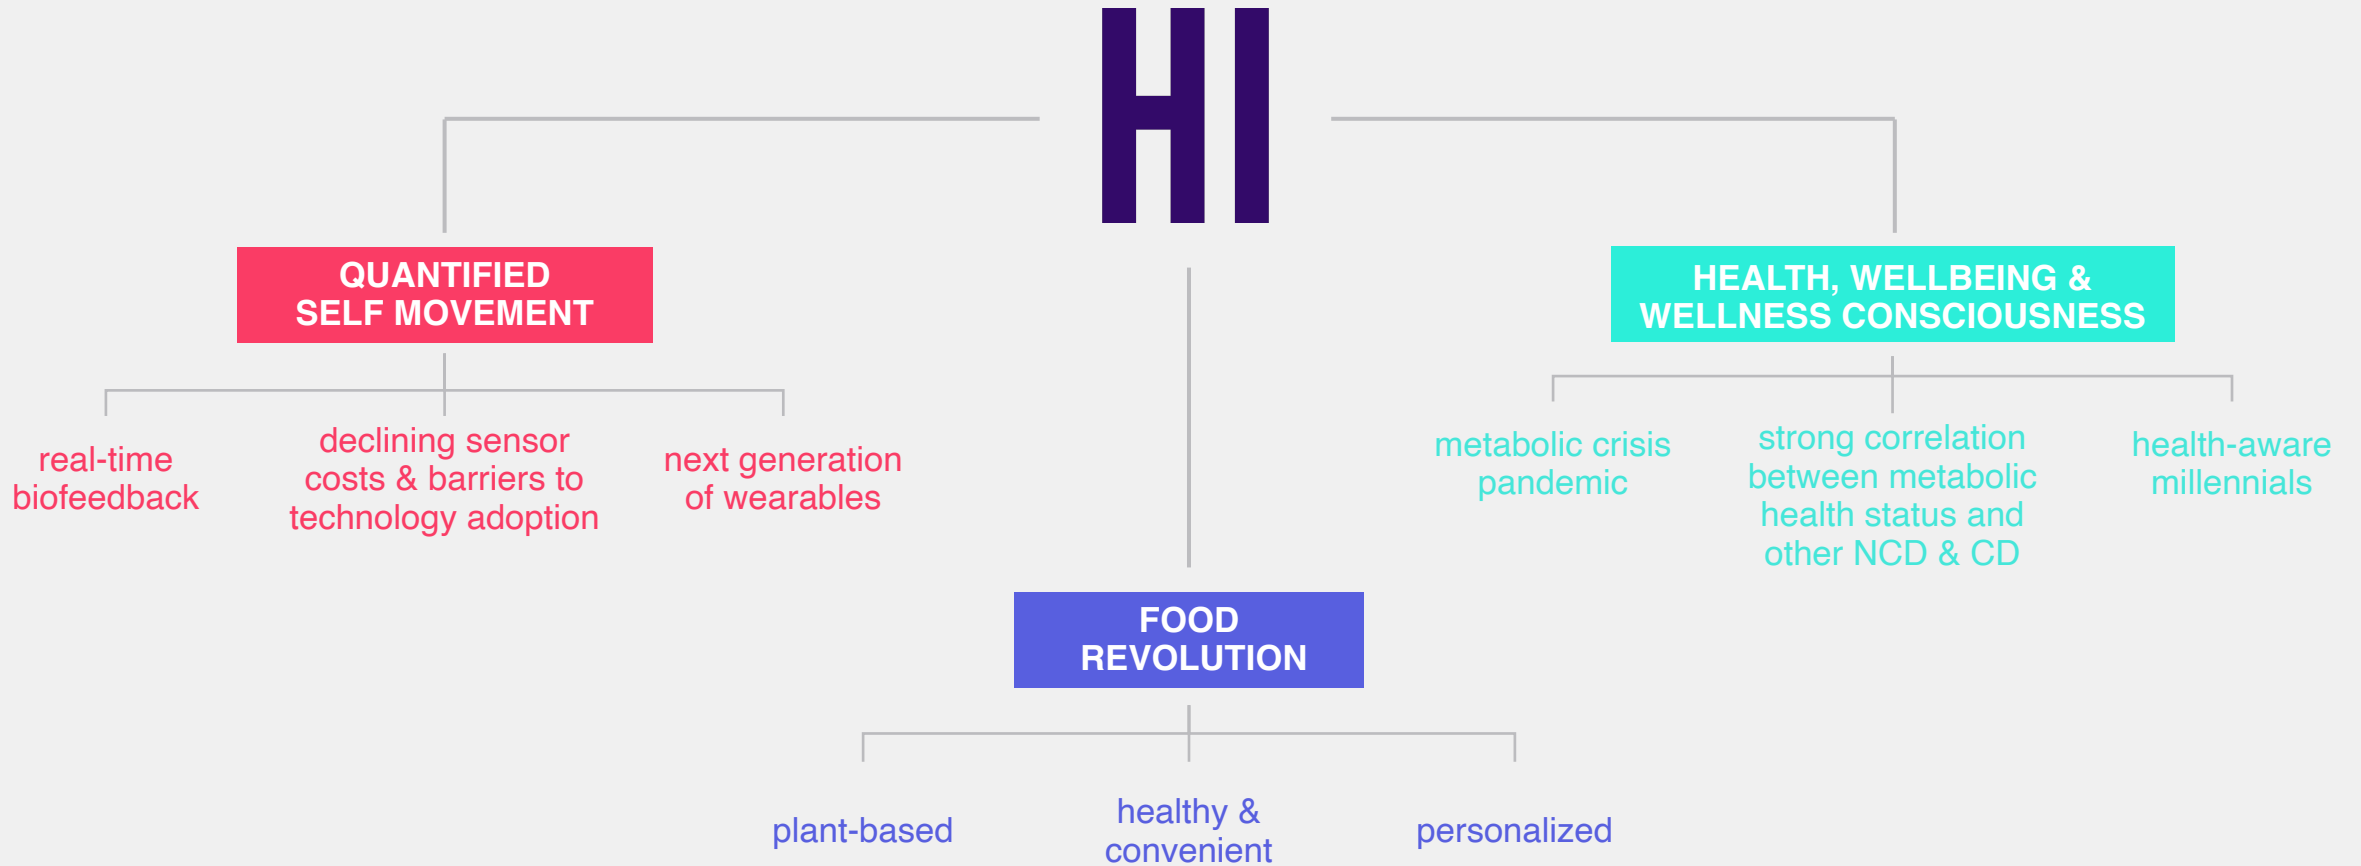 HI
QUANTIFIED
SELF MOVEMENT
real-time
biofeedback
declining sensor
costs & barriers to
technology adoption
next generation
of wearables
FOOD
REVOLUTION
plant-based
healthy &
convenient
personalized
HEALTH, WELLBEING &
WELLNESS CONSCIOUSNESS
metabolic crisis
pandemic
strong correlation
between metabolic
health status and
other NCD & CD
health-aware
millennials